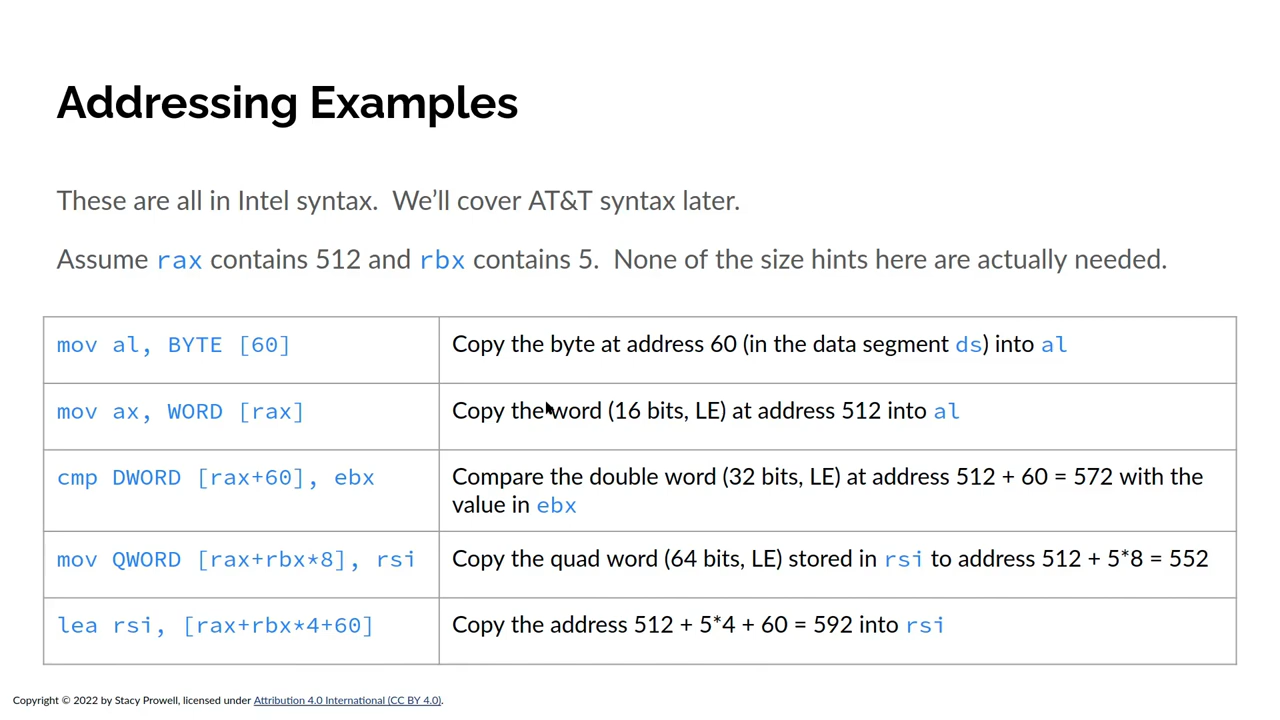 Addressing Examples
These are all in Intel syntax. We'll cover AT&T syntax later.
Assume rax contains 512 and rbx contains 5. None of the size hints here are actually needed.
mov al, BYTE [60]
Copy the byte at address 60 (in the data segment ds) into al
mov ax, WORD [rax]
Copy the word (16 bits, LE) at address 512 into al
cmp DWORD [rax+60], ebx
Compare the double word (32 bits, LE) at address 512 + 60 = 572 with the
value in ebx
mov QWORD [rax+rbx*8], rsi
Copy the quad word (64 bits, LE) stored in rsi to address 512 + 5*8 = 552
lea rsi, [rax+rbx*4+60]
Copy the address 512 + 5*4 + 60 = 592 into rsi
Copyright © 2022 by Stacy Prowell, licensed under Attribution 4.0 International (CC BY 4.0).